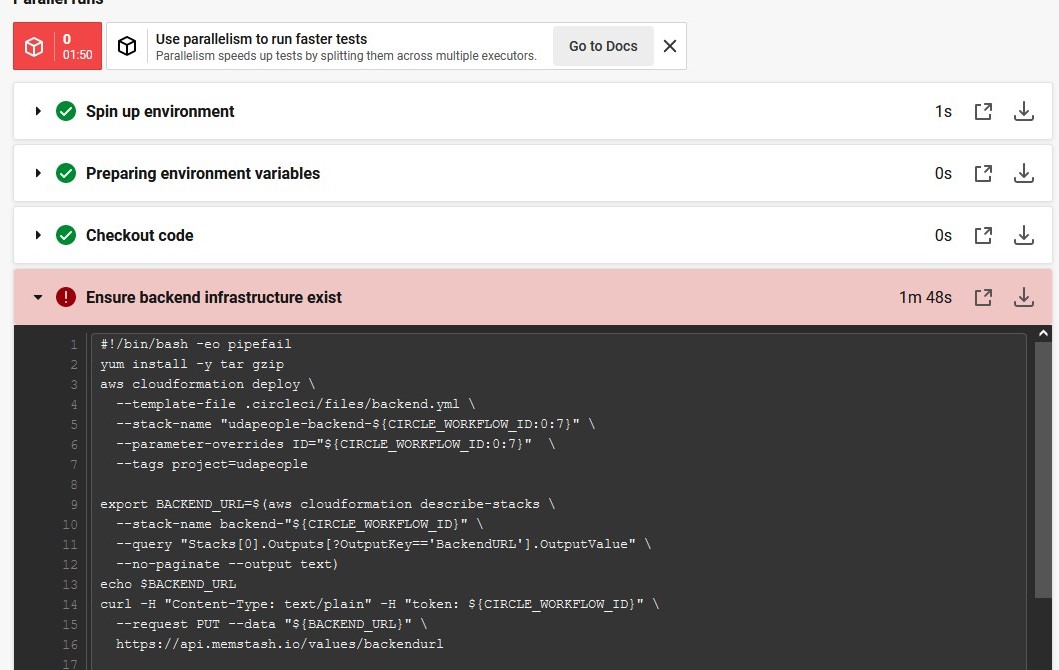 Parallel runs
0
01:50
Use parallelism to run faster tests
Parallelism speeds up tests by splitting them across multiple executors.
Go to Docs
Spin up environment
1s
Preparing environment variables
0s
Checkout code
0s
Ensure backend infrastructure exist
1m 48s
1 #!/bin/bash -eo pipefail
2 yum install -y tar gzip
3 aws cloudformation deploy \
4   --template-file .circleci/files/backend.yml \
5   --stack-name "udapeople-backend-${CIRCLE_WORKFLOW_ID:0:7}" \
6   --parameter-overrides ID="${CIRCLE_WORKFLOW_ID:0:7}"  \
7   --tags project=udapeople
8
9 export BACKEND_URL=$(aws cloudformation describe-stacks \
10   --stack-name backend-"${CIRCLE_WORKFLOW_ID}" \
11   --query "Stacks[0].Outputs[?OutputKey=='BackendURL'].OutputValue" \
12   --no-paginate --output text)
13 echo $BACKEND_URL
14 curl -H "Content-Type: text/plain" -H "token: ${CIRCLE_WORKFLOW_ID}" \
15   --request PUT --data "${BACKEND_URL}" \
16   https://api.memstash.io/values/backendurl
17